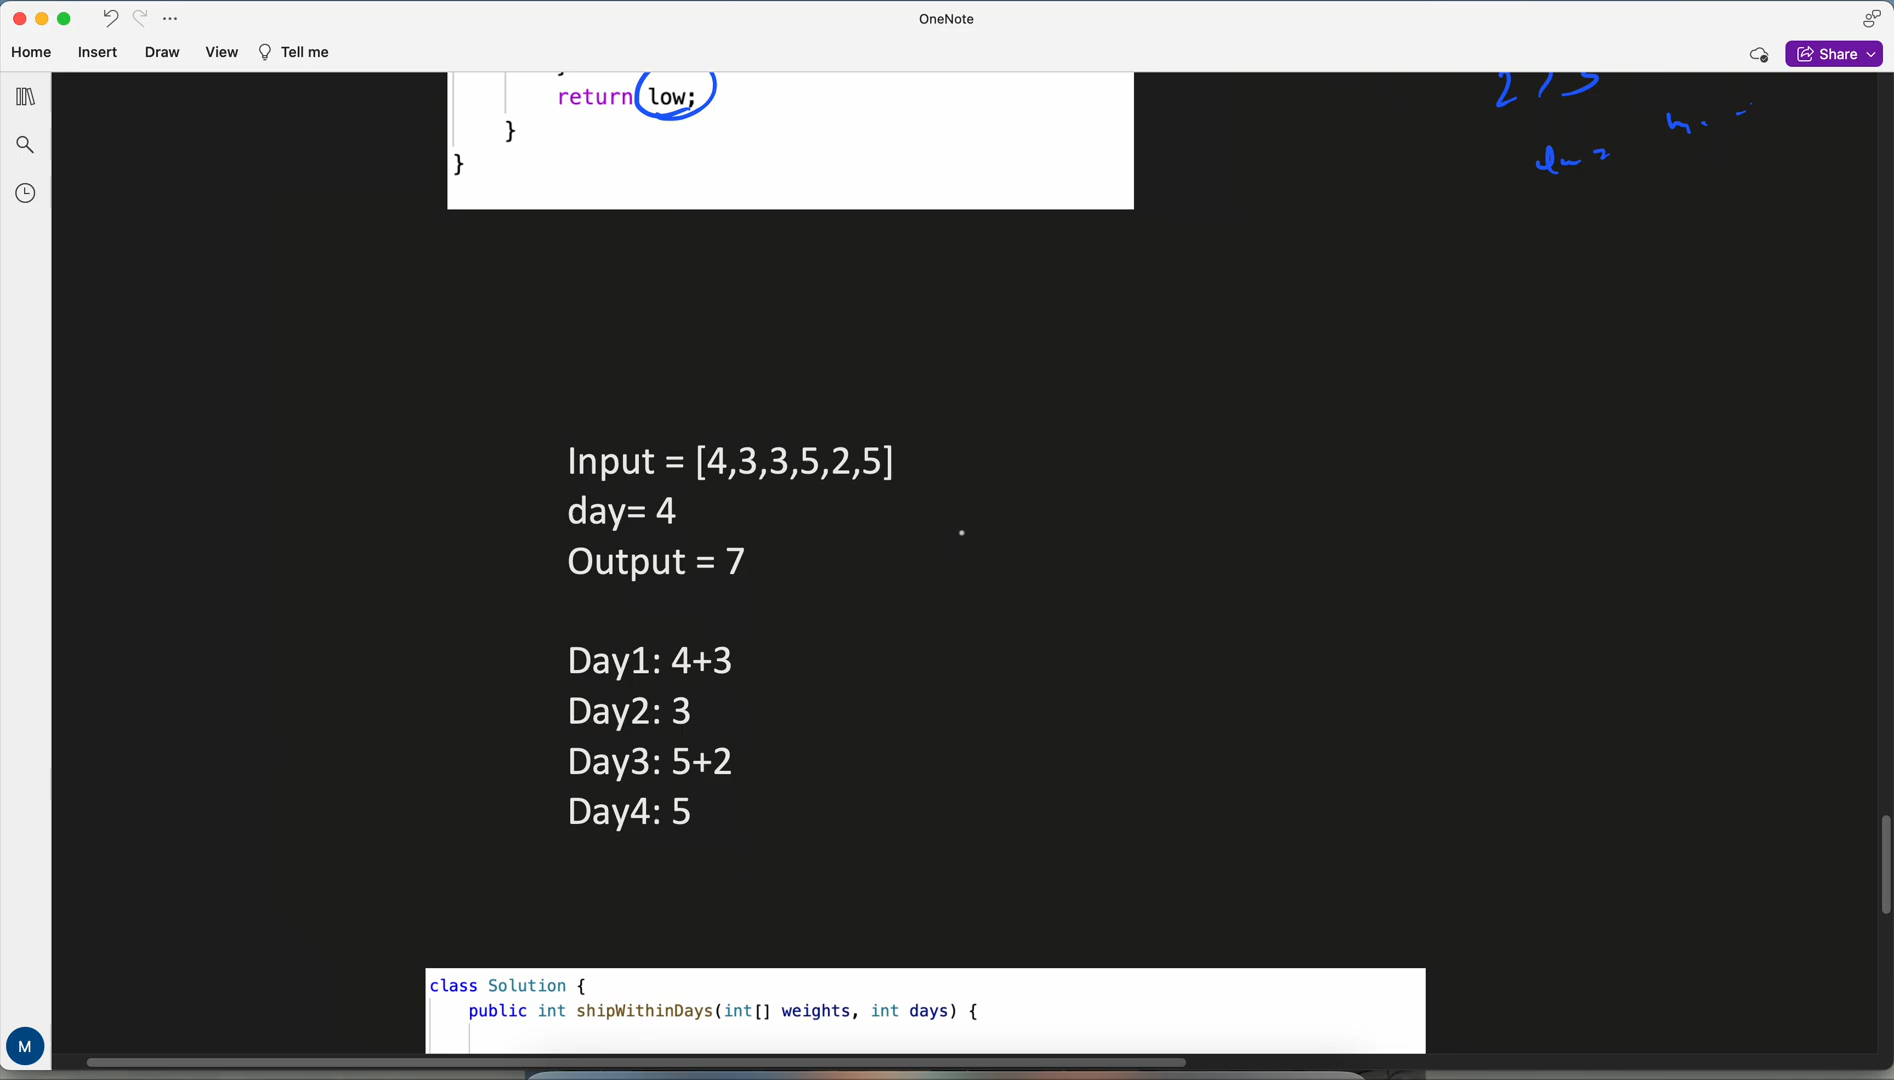 OneNote
Home Insert Draw View Tell me
Share
return low;
}
}
Input = [4,3,3,5,2,5]
day= 4
Output = 7
Day1: 4+3
Day2: 3
Day3: 5+2
Day4: 5
class Solution {
public int shipWithinDays(int[] weights, int days) {
M